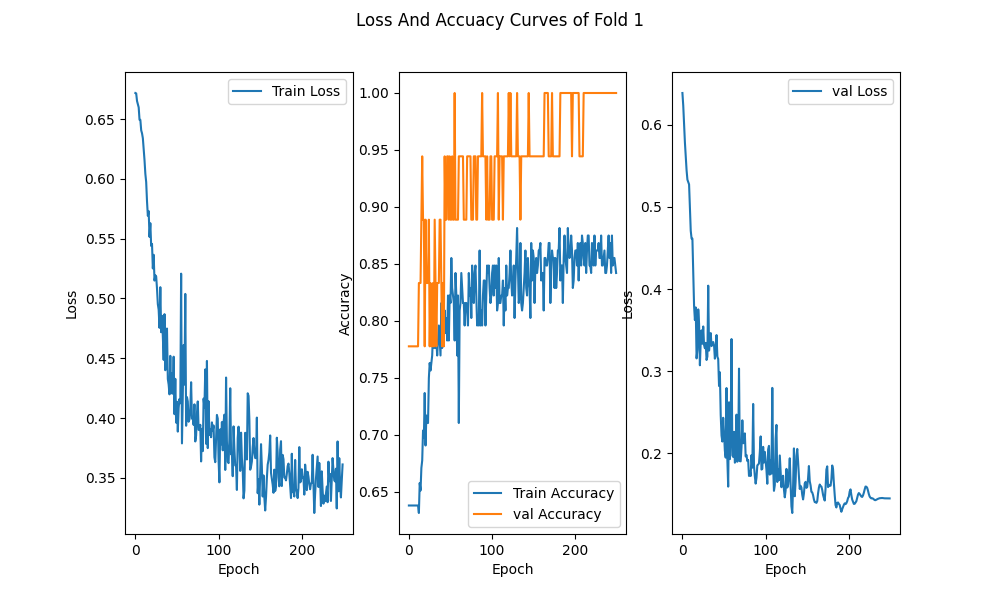 Loss And Accuacy Curves of Fold 1
Train Loss
0.65
0.60
0.55
0.50
0.45
0.40
0.35
Loss
0
100
200
Epoch
1.00
0.95
0.90
0.85
0.80
0.75
0.70
0.65
Accuracy
Train Accuracy
val Accuracy
0
100
200
Epoch
val Loss
0.6
0.5
0.4
0.3
0.2
Loss
0
100
200
Epoch